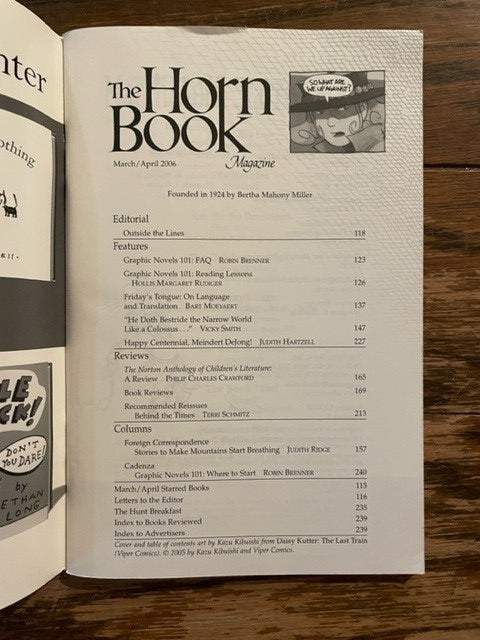 nter
othing
LE
CK!
DON'T
YOU DARE!
by
ETHAN
LONG
The Horn
Book
Magazine
SO WHAT ARE
WE UP AGAINST?
March/April 2006
Founded in 1924 by Bertha Mahony Miller
Editorial
Outside the Lines 118
Features
Graphic Novels 101: FAQ ROBIN BRENNER 123
Graphic Novels 101: Reading Lessons
HOLLIS MARGARET RUDIGER 126
Friday's Tongue: On Language
and Translation BART MOEYAERT 137
"He Doth Bestride the Narrow World
Like a Colossus . . ." VICKY SMITH 147
Happy Centennial, Meindert DeJong! JUDITH HARTZELL 227
Reviews
The Norton Anthology of Children's Literature:
A Review PHILIP CHARLES CRAWFORD 165
Book Reviews 169
Recommended Reissues
Behind the Times TERRI SCHMITZ 213
Columns
Foreign Correspondence
Stories to Make Mountains Start Breathing JUDITH RIDGE 157
Cadenza
Graphic Novels 101: Where to Start ROBIN BRENNER 240
March/April Starred Books 115
Letters to the Editor 116
The Hunt Breakfast 235
Index to Books Reviewed 239
Index to Advertisers 239
Cover and table of contents art by Kazu Kibuishi from Daisy Kutter: The Last Train
(Viper Comics). © 2005 by Kazu Kibuishi and Viper Comics.